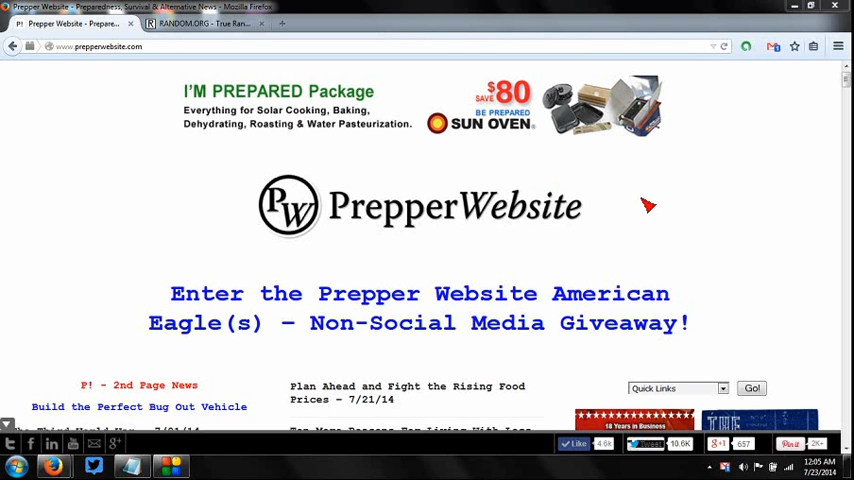 Prepper Website - Preparedness, Survival & Alternative News - Mozilla Firefox
P! Prepper Website - Prepare...
RANDOM.ORG - True Ran...
www.prepperwebsite.com
I'M PREPARED Package
Everything for Solar Cooking, Baking,
Dehydrating, Roasting & Water Pasteurization.
SAVE $80
BE PREPARED
SUN OVEN
PW PrepperWebsite
Enter the Prepper Website American
Eagle(s) – Non-Social Media Giveaway!
P! - 2nd Page News
Build the Perfect Bug Out Vehicle
Plan Ahead and Fight the Rising Food
Prices – 7/21/14
Quick Links
Go!
18 Years in Business
THE
Like 4.6k
Tweet 10.6K
+1 657
Pin it 2K+
12:05 AM
7/23/2014